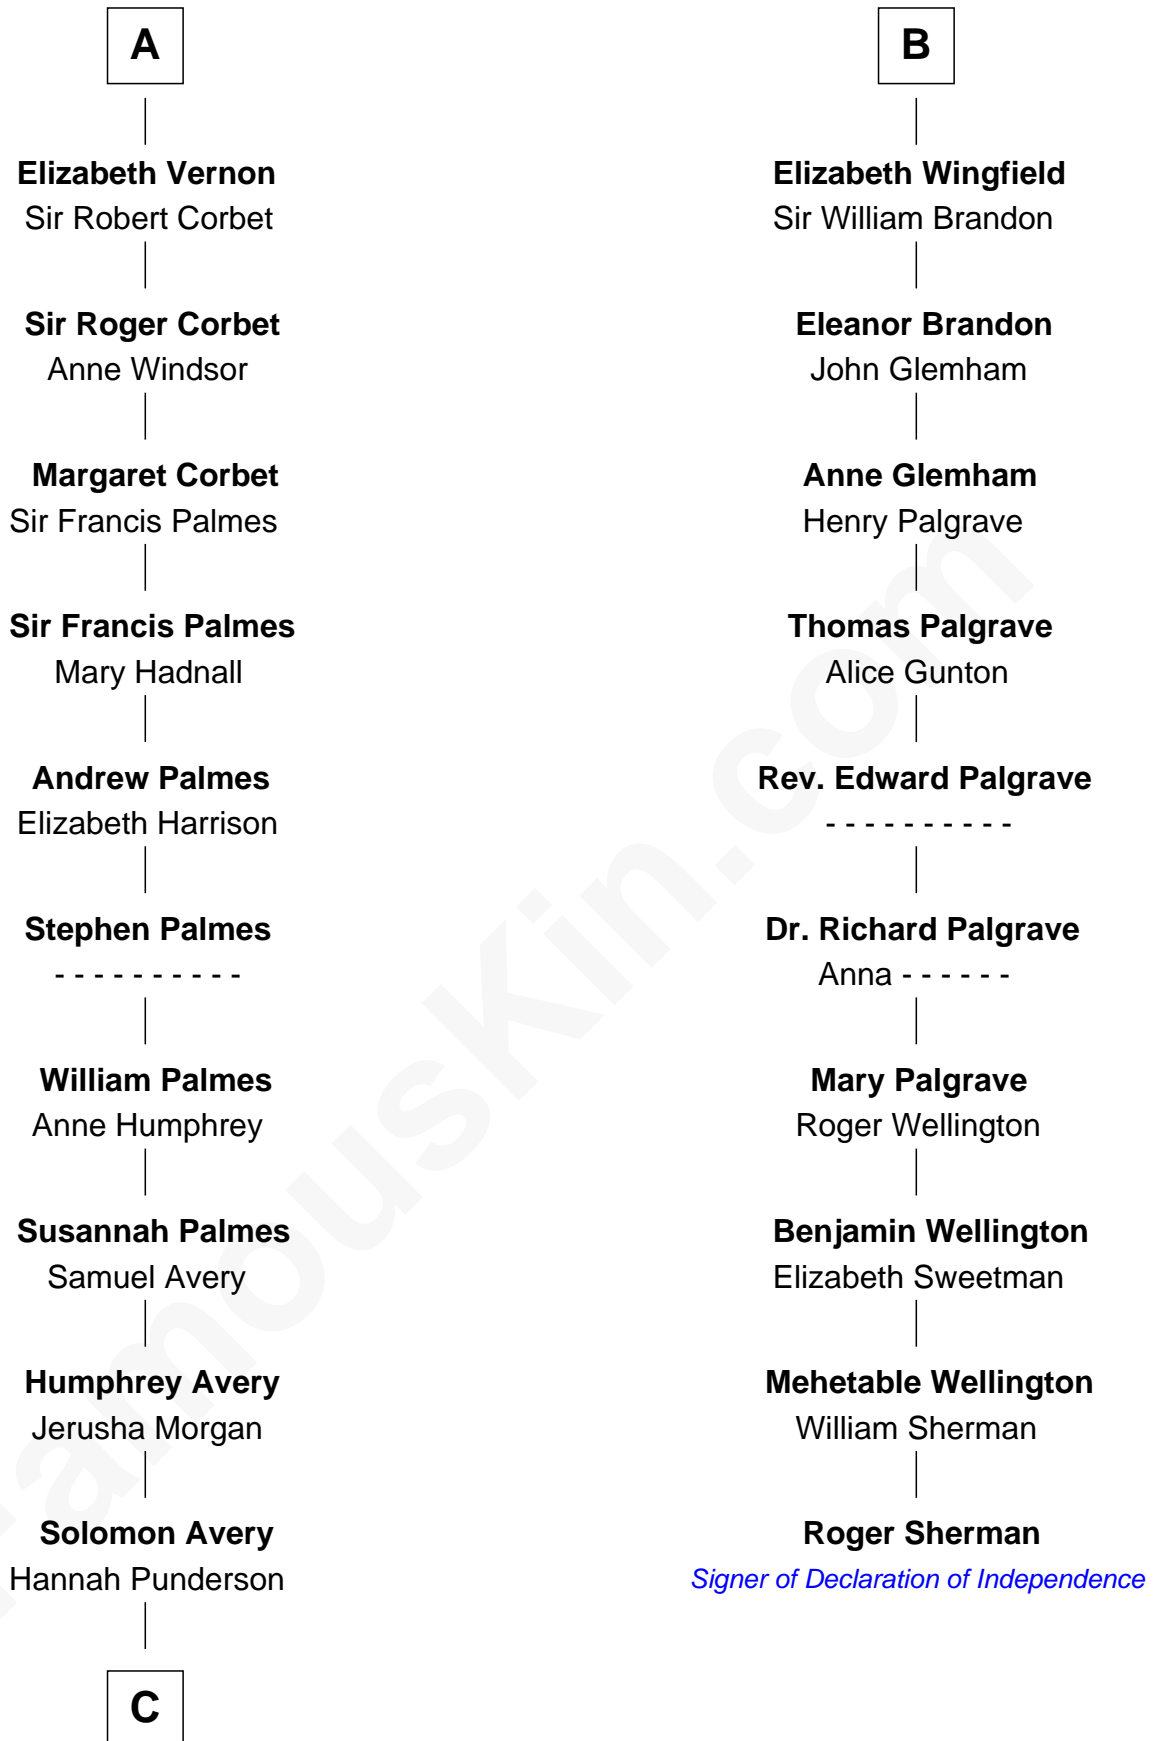 A
Elizabeth Vernon
Sir Robert Corbet
Sir Roger Corbet
Anne Windsor
Margaret Corbet
Sir Francis Palmes
Sir Francis Palmes
Mary Hadnall
Andrew Palmes
Elizabeth Harrison
Stephen Palmes
- - - - - - - - - -
William Palmes
Anne Humphrey
Susannah Palmes
Samuel Avery
Humphrey Avery
Jerusha Morgan
Solomon Avery
Hannah Punderson
C
B
Elizabeth Wingfield
Sir William Brandon
Eleanor Brandon
John Glemham
Anne Glemham
Henry Palgrave
Thomas Palgrave
Alice Gunton
Rev. Edward Palgrave
- - - - - - - - - -
Dr. Richard Palgrave
Anna - - - - - -
Mary Palgrave
Roger Wellington
Benjamin Wellington
Elizabeth Sweetman
Mehetable Wellington
William Sherman
Roger Sherman
Signer of Declaration of Independence
FamousKin.com